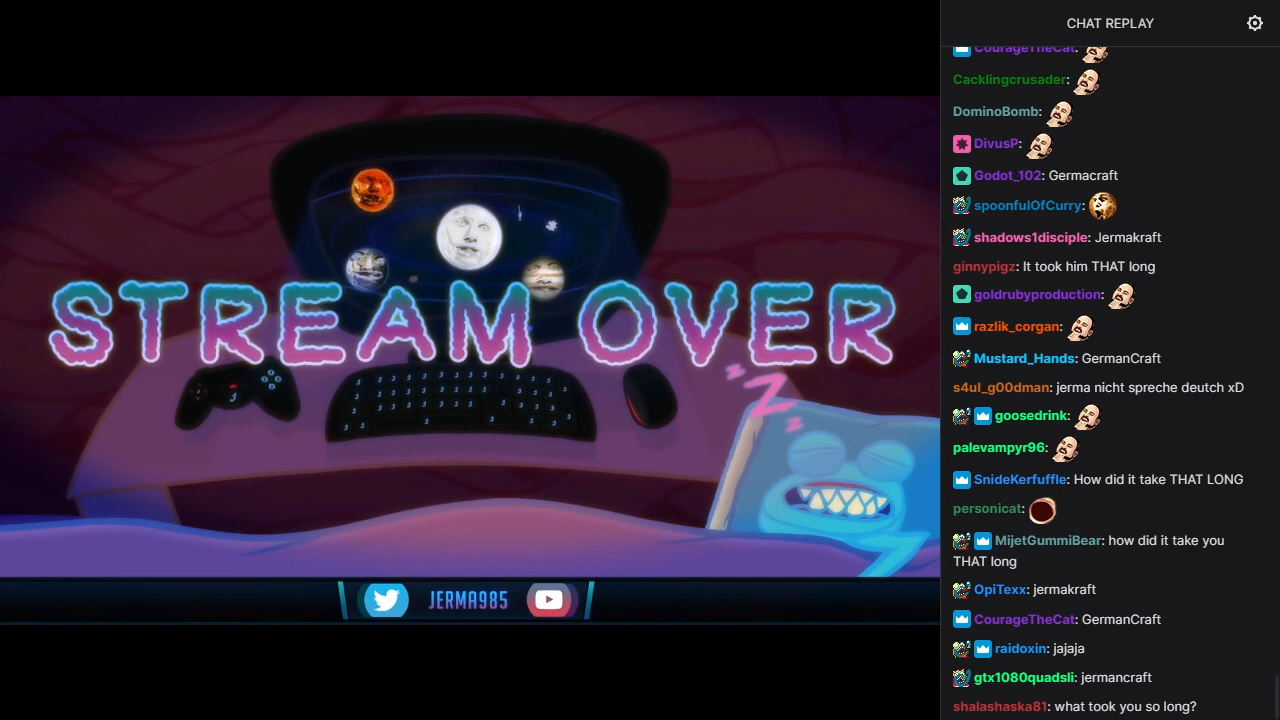 CHAT REPLAY
CourageTheCat:
Cacklingcrusader:
DominoBomb:
DivusP:
Godot_102: Germacraft
spoonfulOfCurry:
shadows1disciple: Jermakraft
ginnypigz: It took him THAT long
goldrubyproduction:
razlik_corgan:
Mustard_Hands: GermanCraft
s4ul_g00dman: jerma nicht spreche deutch xD
goosedrink:
palevampyr96:
SnideKerfuffle: How did it take THAT LONG
personicat:
MijetGummiBear: how did it take you
THAT long
OpiTexx: jermakraft
CourageTheCat: GermanCraft
raidoxin: jajaja
gtx1080quadsli: jermancraft
shalashaska81: what took you so long?
STREAM OVER
z
Z
z
JERMA985